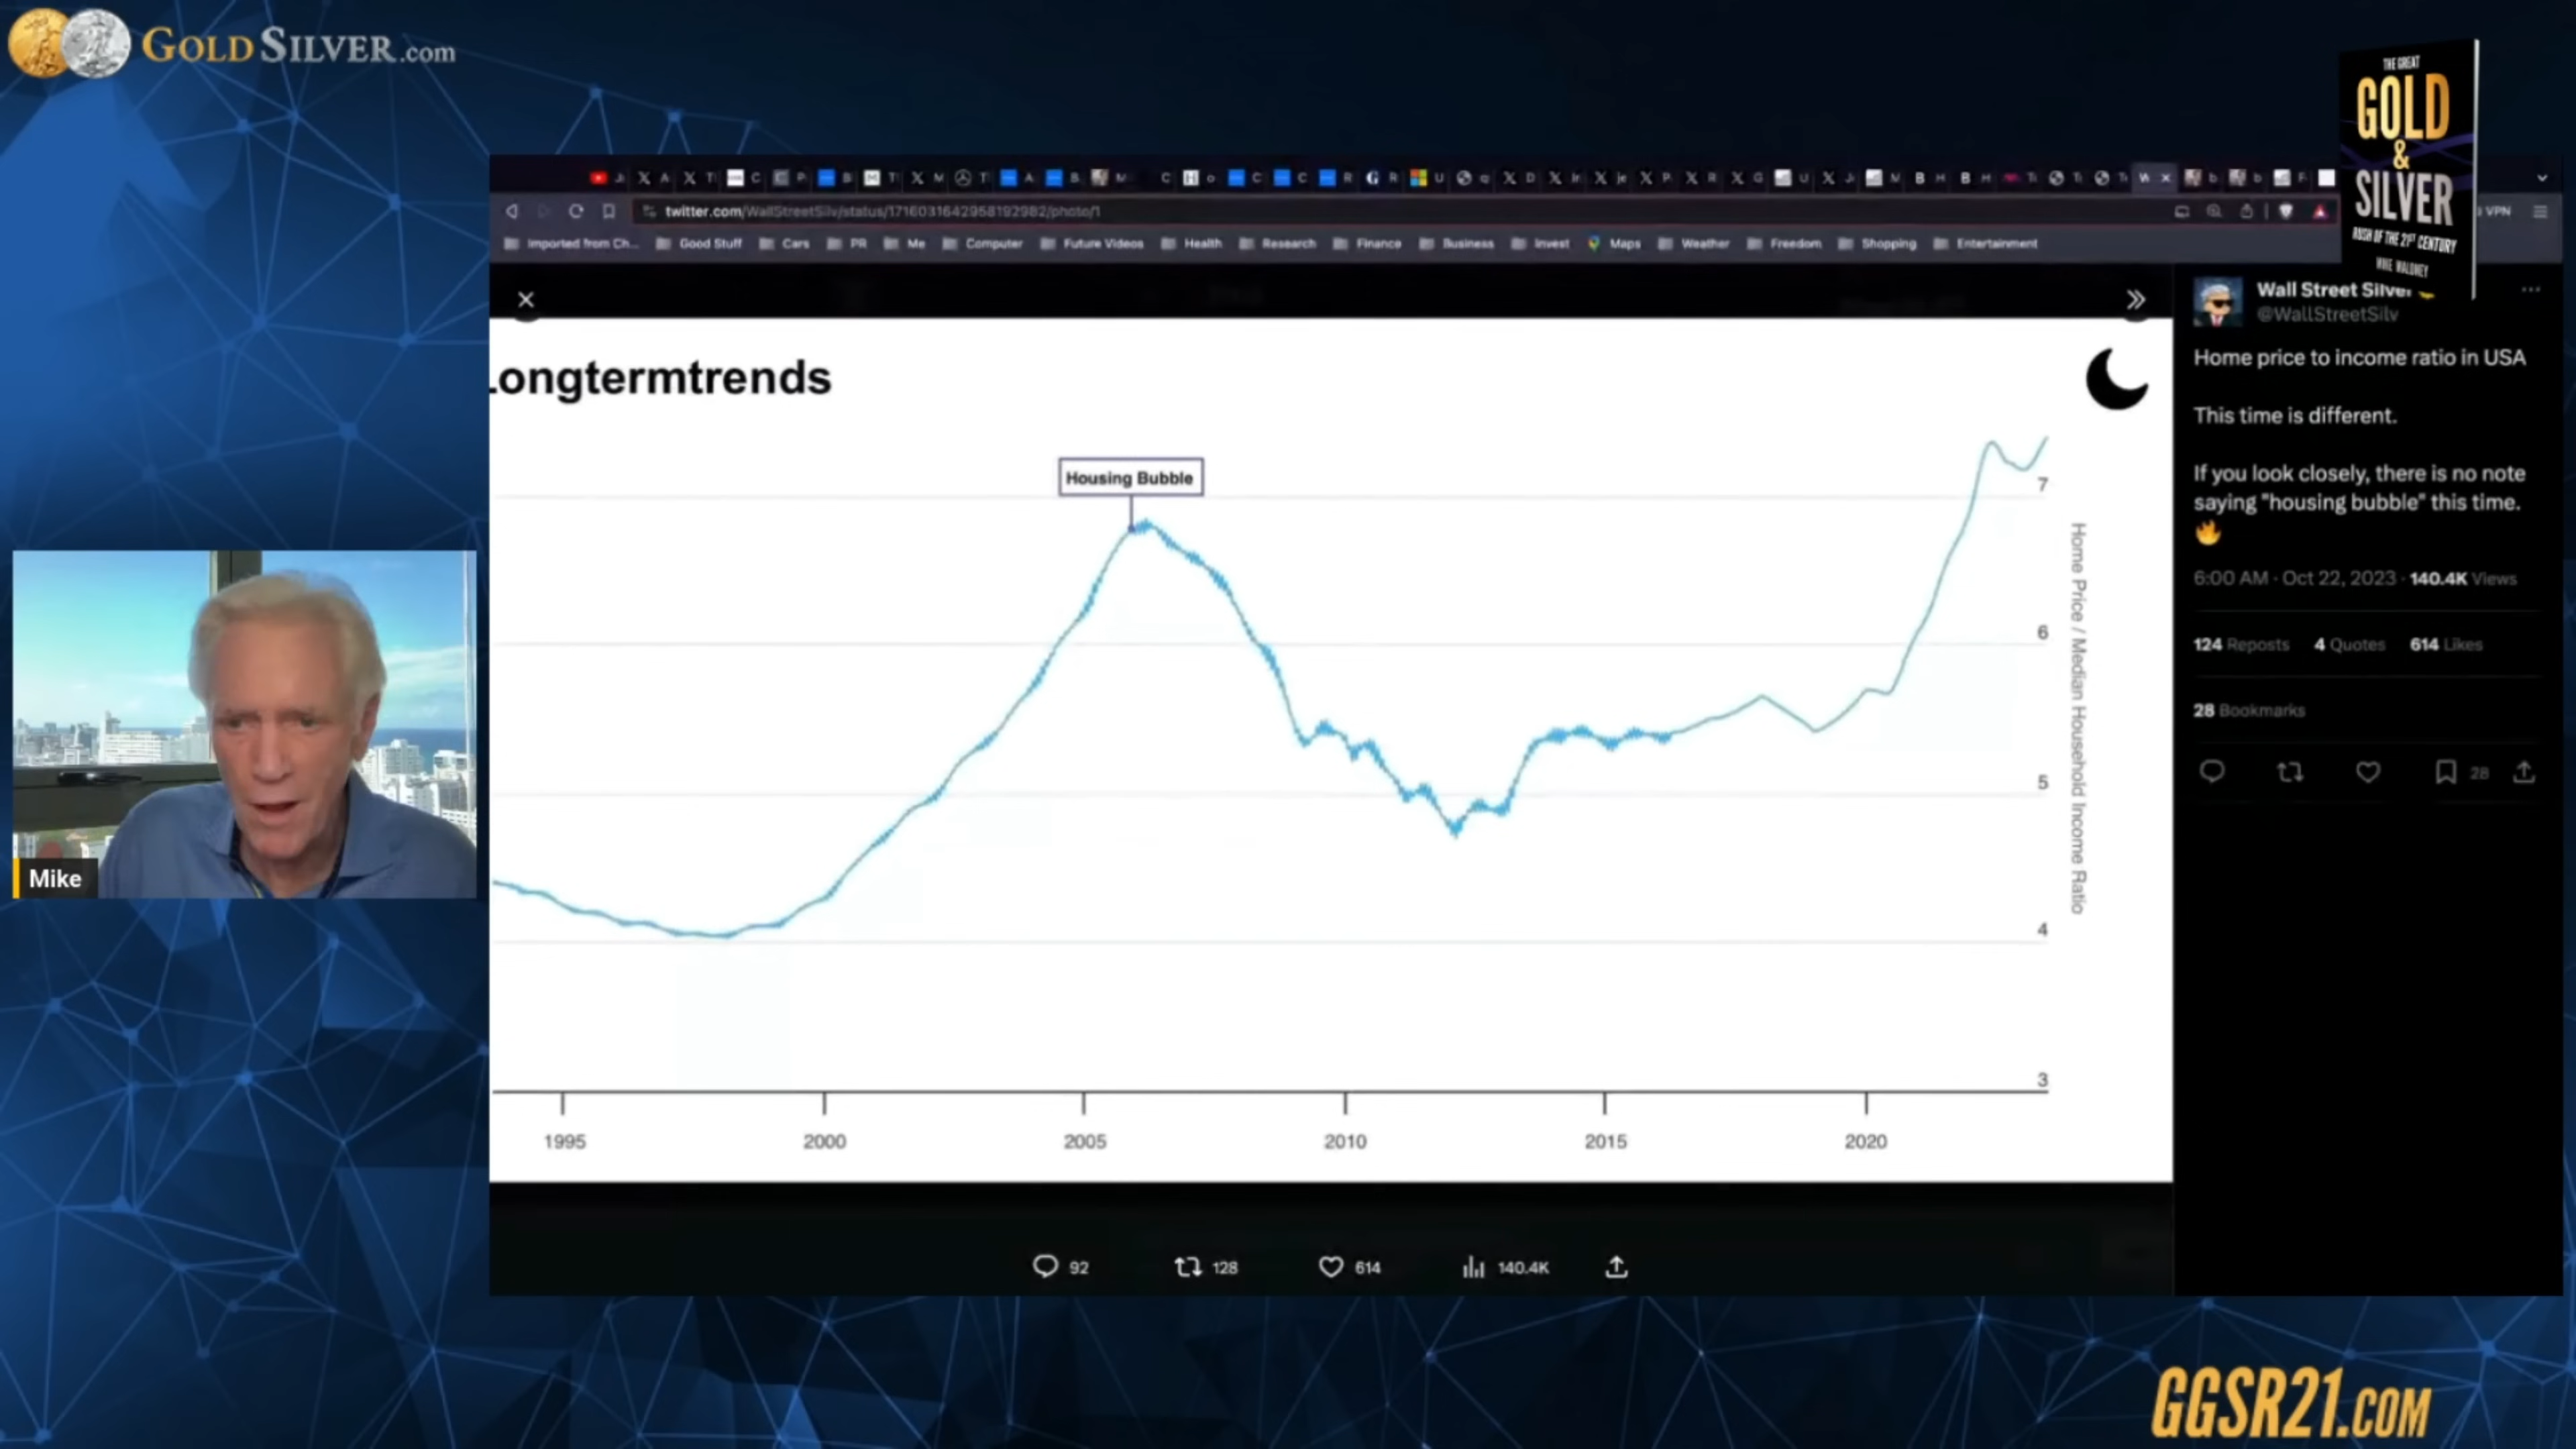 GOLDSILVER.com
THE GREAT
GOLD
&
SILVER
RUSH OF THE 21ST CENTURY
MIKE MALONEY
twitter.com/WallStreetSilv/status/1716031642958192982/photo/1
VPN
Imported from Ch... Good Stuff Cars PR Me Computer Future Videos Health Research Finance Business Invest Maps Weather Freedom Shopping Entertainment
Longtermtrends
Housing Bubble
7
6
5
4
3
Home Price / Median Household Income Ratio
1995 2000 2005 2010 2015 2020
92 128 614 140.4K
Wall Street Silver
@WallStreetSilv
Home price to income ratio in USA
This time is different.
If you look closely, there is no note
saying "housing bubble" this time.
6:00 AM · Oct 22, 2023 · 140.4K Views
124 Reposts 4 Quotes 614 Likes
28 Bookmarks
28
Mike
GGSR21.COM